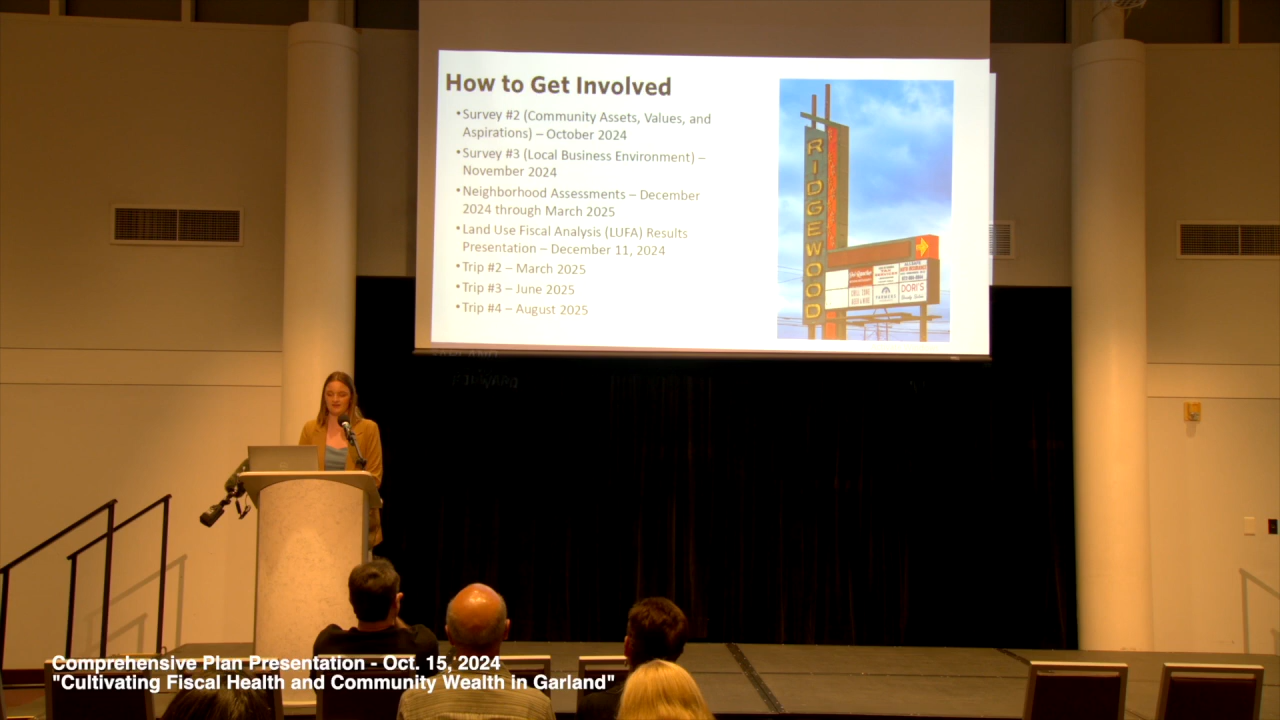 How to Get Involved
•Survey #2 (Community Assets, Values, and
Aspirations) – October 2024
•Survey #3 (Local Business Environment) –
November 2024
•Neighborhood Assessments – December
2024 through March 2025
•Land Use Fiscal Analysis (LUFA) Results
Presentation – December 11, 2024
•Trip #2 – March 2025
•Trip #3 – June 2025
•Trip #4 – August 2025
RIDGEWOOD
FARMERS
DORI'S
Comprehensive Plan Presentation - Oct. 15, 2024
"Cultivating Fiscal Health and Community Wealth in Garland"